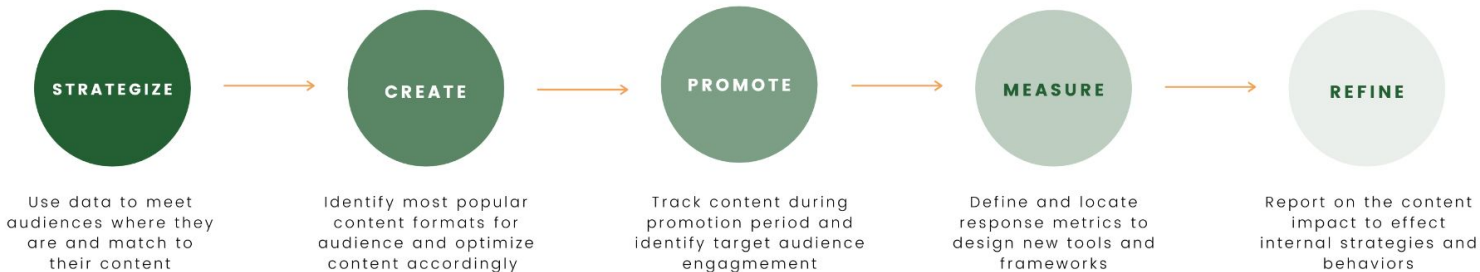 STRATEGIZE
CREATE
PROMOTE
MEASURE
REFINE
Use data to meet
audiences where they
are and match to
their content
Identify most popular
content formats for
audience and optimize
content accordingly
Track content during
promotion period and
identify target audience
engagmement
Define and locate
response metrics to
design new tools and
frameworks
Report on the content
impact to effect
internal strategies and
behaviors